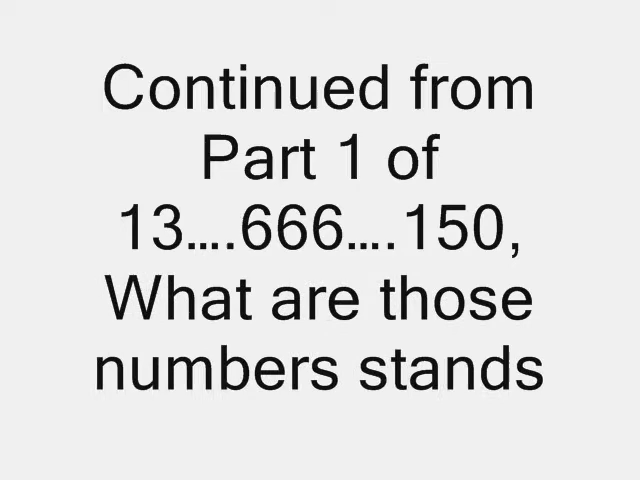 Continued from
Part 1 of
13….666….150,
What are those
numbers stands